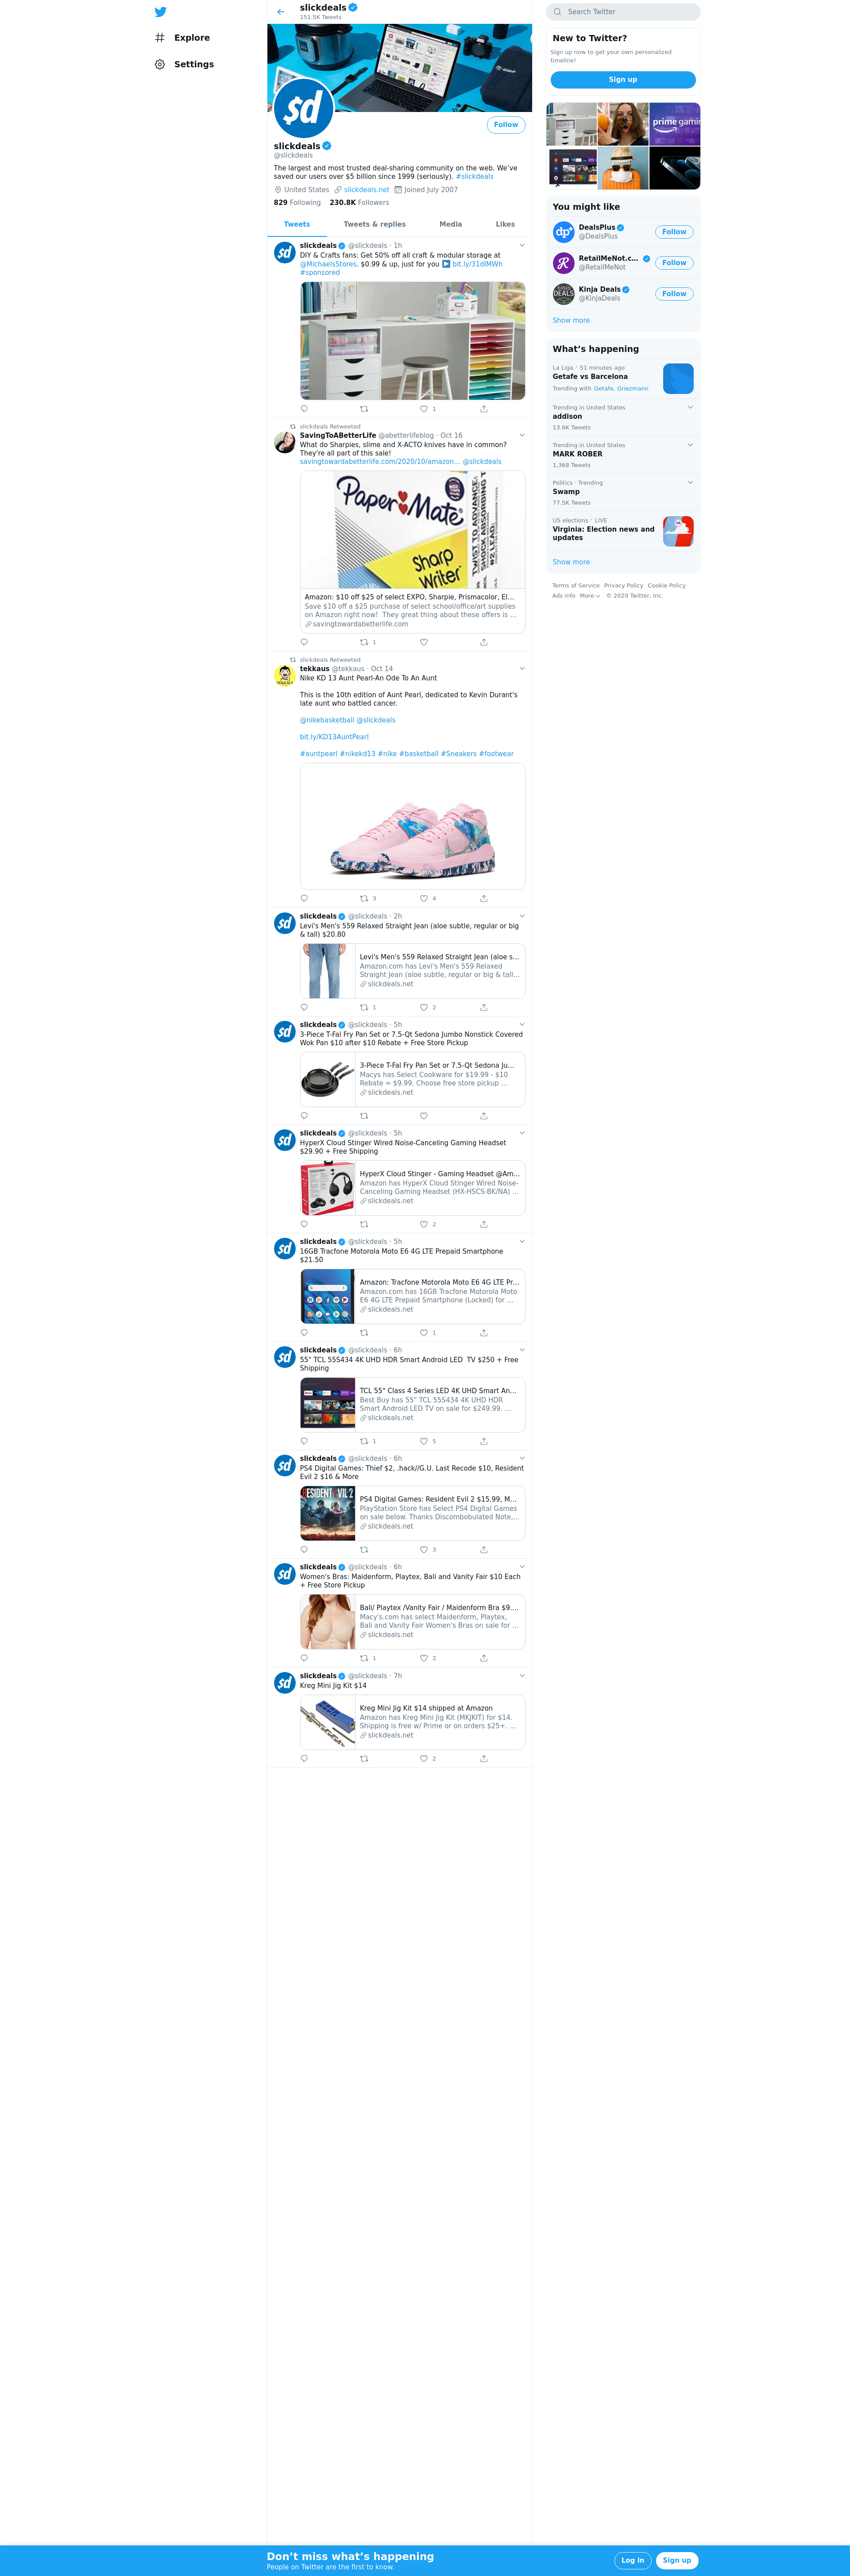 slickdeals
151.5K Tweets
Explore
Settings
$d
Follow
slickdeals
@slickdeals
The largest and most trusted deal-sharing community on the web. We've
saved our users over $5 billion since 1999 (seriously). #slickdeals
United States slickdeals.net Joined July 2007
829 Following 230.8K Followers
Tweets Tweets & replies Media Likes
slickdeals @slickdeals · 1h
DIY & Crafts fans: Get 50% off all craft & modular storage at
@MichaelsStores. $0.99 & up, just for you ▶ bit.ly/31dlMWh
#sponsored
1
slickdeals Retweeted
SavingToABetterLife @abetterlifeblog · Oct 16
What do Sharpies, slime and X-ACTO knives have in common?
They're all part of this sale!
savingtowardabetterlife.com/2020/10/amazon… @slickdeals
Paper Mate
Sharp
Writer
Amazon: $10 off $25 of select EXPO, Sharpie, Prismacolor, El...
Save $10 off a $25 purchase of select school/office/art supplies
on Amazon right now! They great thing about these offers is ...
savingtowardabetterlife.com
1
slickdeals Retweeted
tekkaus @tekkaus · Oct 14
Nike KD 13 Aunt Pearl-An Ode To An Aunt
This is the 10th edition of Aunt Pearl, dedicated to Kevin Durant's
late aunt who battled cancer.
@nikebasketball @slickdeals
bit.ly/KD13AuntPearl
#auntpearl #nikekd13 #nike #basketball #Sneakers #footwear
3 4
slickdeals @slickdeals · 2h
Levi's Men's 559 Relaxed Straight Jean (aloe subtle, regular or big
& tall) $20.80
Levi's Men's 559 Relaxed Straight Jean (aloe s...
Amazon.com has Levi's Men's 559 Relaxed
Straight Jean (aloe subtle, regular or big & tall...
slickdeals.net
1 2
slickdeals @slickdeals · 5h
3-Piece T-Fal Fry Pan Set or 7.5-Qt Sedona Jumbo Nonstick Covered
Wok Pan $10 after $10 Rebate + Free Store Pickup
3-Piece T-Fal Fry Pan Set or 7.5-Qt Sedona Ju...
Macys has Select Cookware for $19.99 - $10
Rebate = $9.99. Choose free store pickup ...
slickdeals.net
slickdeals @slickdeals · 5h
HyperX Cloud Stinger Wired Noise-Canceling Gaming Headset
$29.90 + Free Shipping
HyperX Cloud Stinger - Gaming Headset @Am...
Amazon has HyperX Cloud Stinger Wired Noise-
Canceling Gaming Headset (HX-HSCS-BK/NA) ...
slickdeals.net
2
slickdeals @slickdeals · 5h
16GB Tracfone Motorola Moto E6 4G LTE Prepaid Smartphone
$21.50
Amazon: Tracfone Motorola Moto E6 4G LTE Pr...
Amazon.com has 16GB Tracfone Motorola Moto
E6 4G LTE Prepaid Smartphone (Locked) for ...
slickdeals.net
1
slickdeals @slickdeals · 6h
55" TCL 55S434 4K UHD HDR Smart Android LED TV $250 + Free
Shipping
TCL 55" Class 4 Series LED 4K UHD Smart An...
Best Buy has 55" TCL 55S434 4K UHD HDR
Smart Android LED TV on sale for $249.99. ...
slickdeals.net
1 5
slickdeals @slickdeals · 6h
PS4 Digital Games: Thief $2, .hack//G.U. Last Recode $10, Resident
Evil 2 $16 & More
RESIDENT EVIL 2
PS4 Digital Games: Resident Evil 2 $15.99, M...
PlayStation Store has Select PS4 Digital Games
on sale below. Thanks Discombobulated Note,...
slickdeals.net
3
slickdeals @slickdeals · 6h
Women's Bras: Maidenform, Playtex, Bali and Vanity Fair $10 Each
+ Free Store Pickup
Bali/ Playtex /Vanity Fair / Maidenform Bra $9....
Macy's.com has select Maidenform, Playtex,
Bali and Vanity Fair Women's Bras on sale for ...
slickdeals.net
1 2
slickdeals @slickdeals · 7h
Kreg Mini Jig Kit $14
Kreg Mini Jig Kit $14 shipped at Amazon
Amazon has Kreg Mini Jig Kit (MKJKIT) for $14.
Shipping is free w/ Prime or on orders $25+. ...
slickdeals.net
2
Search Twitter
New to Twitter?
Sign up now to get your own personalized
timeline!
Sign up
prime gaming
You might like
DealsPlus
@DealsPlus
Follow
RetailMeNot.c...
@RetailMeNot
Follow
Kinja Deals
@KinjaDeals
Follow
Show more
What's happening
La Liga · 51 minutes ago
Getafe vs Barcelona
Trending with Getafe, Griezmann
Trending in United States
addison
13.6K Tweets
Trending in United States
MARK ROBER
1,368 Tweets
Politics · Trending
Swamp
77.5K Tweets
US elections · LIVE
Virginia: Election news and
updates
Show more
Terms of Service Privacy Policy Cookie Policy
Ads info More © 2020 Twitter, Inc.
Don't miss what's happening
People on Twitter are the first to know.
Log in
Sign up